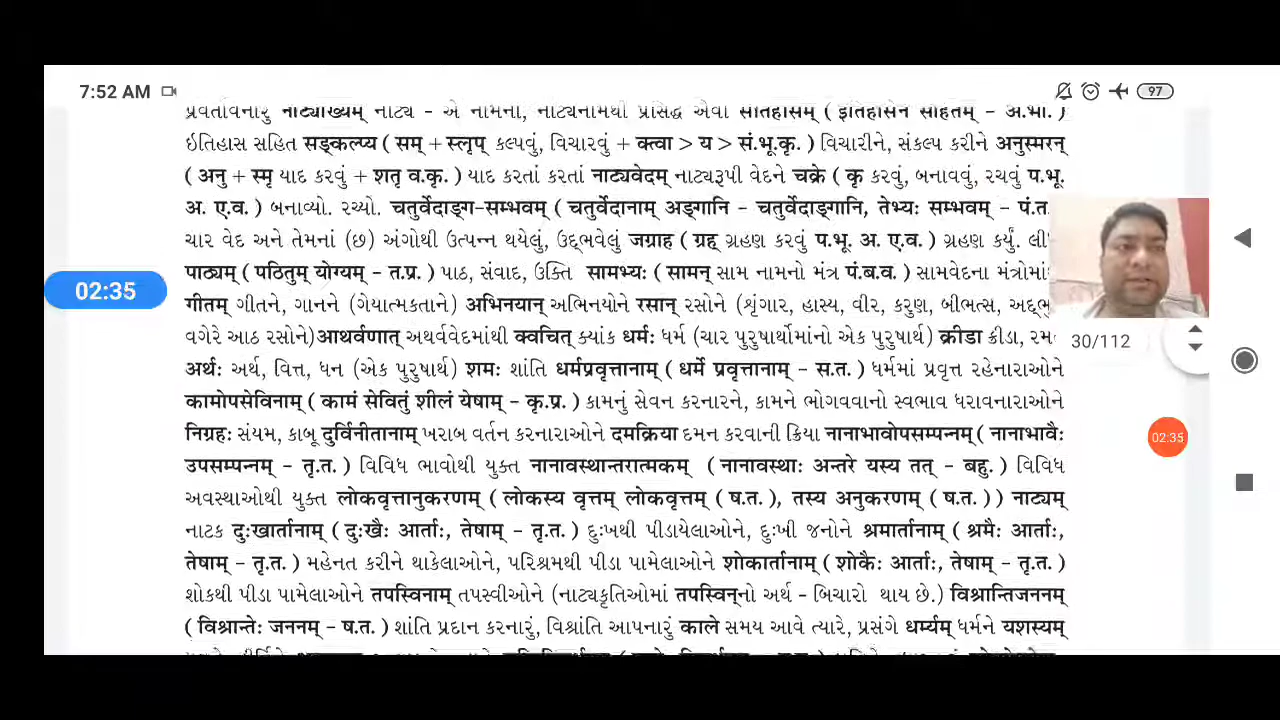 7:52 AM
97
પ્રવર્તાવનારું नाट्याख्यम् નાટ્ય - એ નામના, નાટ્યનામથી પ્રસિદ્ધ એવા सेतिहासम् ( इतिहासेन सहितम् - અ.ભા. )
ઇતિહાસ સહિત सङ्कल्प्य ( सम् + स्लृप् કલ્પવું, વિચારવું + क्त्वा > य > સં.ભૂ.કૃ. ) વિચારીને, સંકલ્પ કરીને अनुस्मरन्
( अनु + स्मृ યાદ કરવું + शतृ વ.કૃ. ) યાદ કરતાં કરતાં नाट्यवेदम् નાટ્યરૂપી વેદને चक्रे ( कृ કરવું, બનાવવું, રચવું પ.ભૂ.
અ. એ.વ. ) બનાવ્યો. રચ્યો. चतुर्वेदाङ्ग-सम्भवम् ( चतुर्वेदानाम् अङ्गानि - चतुर्वेदाङ्गानि, तेभ्यः सम्भवम् - પં.ત.
ચાર વેદ અને તેમનાં (છ) અંગોથી ઉત્પન્ન થયેલું, ઉદ્ભવેલું जग्राह ( ग्रह् ગ્રહણ કરવું પ.ભૂ. અ. એ.વ. ) ગ્રહણ કર્યું.
02:35
पाठ्यम् ( पठितुम् योग्यम् - ત.પ્ર. ) પાઠ, સંવાદ, ઉક્તિ सामभ्यः ( सामन् સામ નામનો મંત્ર પં.બ.વ. ) સામવેદના મંત્રોમાં
गीतम् ગીતને, ગાનને (ગેયાત્મકતાને) अभिनयान् અભિનયોને रसान् રસોને (શૃંગાર, હાસ્ય, વીર, કરુણ, બીભત્સ,
વગેરે આઠ રસોને) आथर्वणात् અથર્વવેદમાંથી क्वचित् ક્યાંક धर्मः ધર્મ (ચાર પુરુષાર્થોમાંનો એક પુરુષાર્થ) क्रीडा ક્રીડા,
30/112
अर्थः અર્થ, વિત્ત, ધન (એક પુરુષાર્થ) शमः શાંતિ धर्मप्रवृत्तानाम् ( धर्मे प्रवृत्तानाम् - સ.ત. ) ધર્મમાં પ્રવૃત્ત રહેનારાઓને
कामोपसेविनाम् ( कामं सेवितुं शीलं येषाम् - કૃ.પ્ર. ) કામનું સેવન કરનારને, કામને ભોગવવાનો સ્વભાવ ધરાવનારાઓને
निग्रहः સંયમ, કાબૂ दुर्विनीतानाम् ખરાબ વર્તન કરનારાઓને दमक्रिया દમન કરવાની ક્રિયા नानाभावोपसम्पन्नम् ( नानाभावैः
02:35
उपसम्पन्नम् - તૃ.ત. ) વિવિધ ભાવોથી યુક્ત नानावस्थान्तरात्मकम् ( नानावस्थाः अन्तरे यस्य तत् - બહુ. ) વિવિધ
અવસ્થાઓથી યુક્ત लोकवृत्तानुकरणम् ( लोकस्य वृत्तम् लोकवृत्तम् ( ષ.ત. ), तस्य अनुकरणम् ( ષ.ત. ) ) नाट्यम्
નાટક दुःखार्तानाम् ( दुःखैः आर्ताः, तेषाम् - તૃ.ત. ) દુઃખથી પીડાયેલાઓને, દુઃખી જનોને श्रमार्तानाम् ( श्रमैः आर्ताः,
तेषाम् - તૃ.ત. ) મહેનત કરીને થાકેલાઓને, પરિશ્રમથી પીડા પામેલાઓને शोकार्तानाम् ( शोकैः आर्ताः, तेषाम् - તૃ.ત. )
શોકથી પીડા પામેલાઓને तपस्विनाम् તપસ્વીઓને (નાટ્યકૃતિઓમાં तपस्विन्નો અર્થ - બિચારો થાય છે.) विश्रान्तिजननम्
( विश्रान्तेः जननम् - ષ.ત. ) શાંતિ પ્રદાન કરનારું, વિશ્રાંતિ આપનારું काले સમય આવે ત્યારે, પ્રસંગે धर्म्यम् ધર્મને यशस्यम्